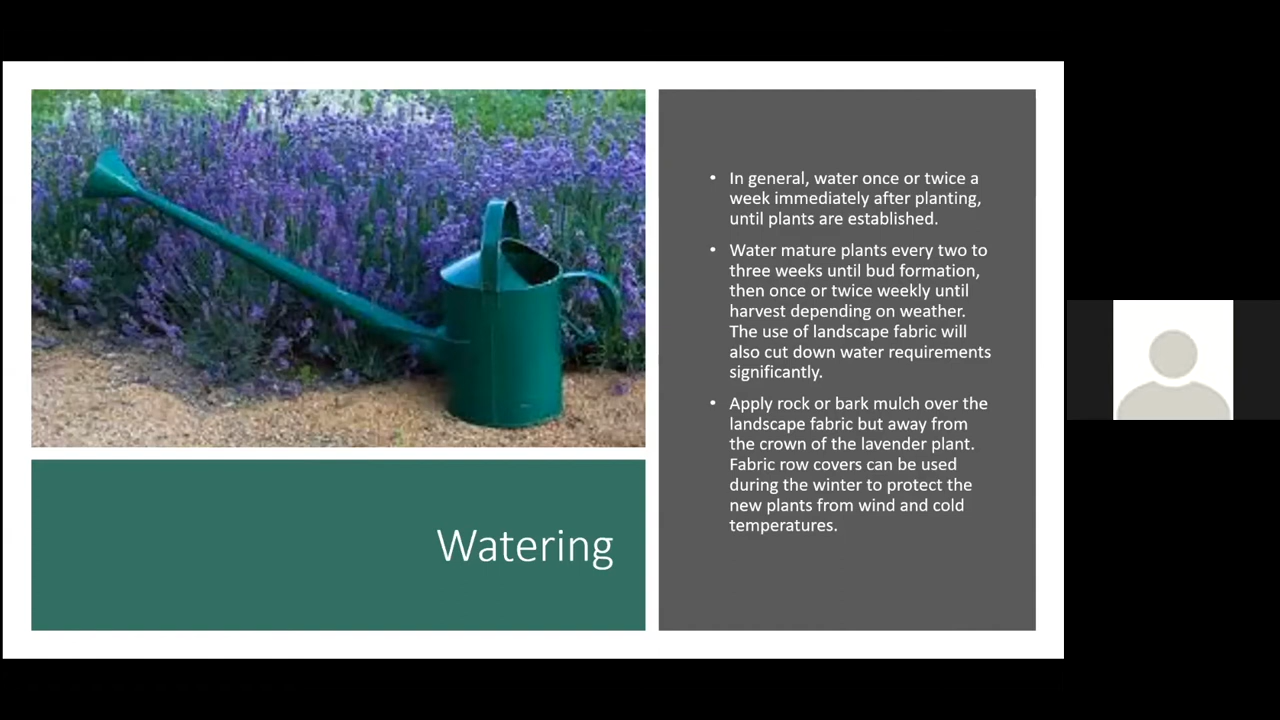 Watering
• In general, water once or twice a
week immediately after planting,
until plants are established.
• Water mature plants every two to
three weeks until bud formation,
then once or twice weekly until
harvest depending on weather.
The use of landscape fabric will
also cut down water requirements
significantly.
• Apply rock or bark mulch over the
landscape fabric but away from
the crown of the lavender plant.
Fabric row covers can be used
during the winter to protect the
new plants from wind and cold
temperatures.